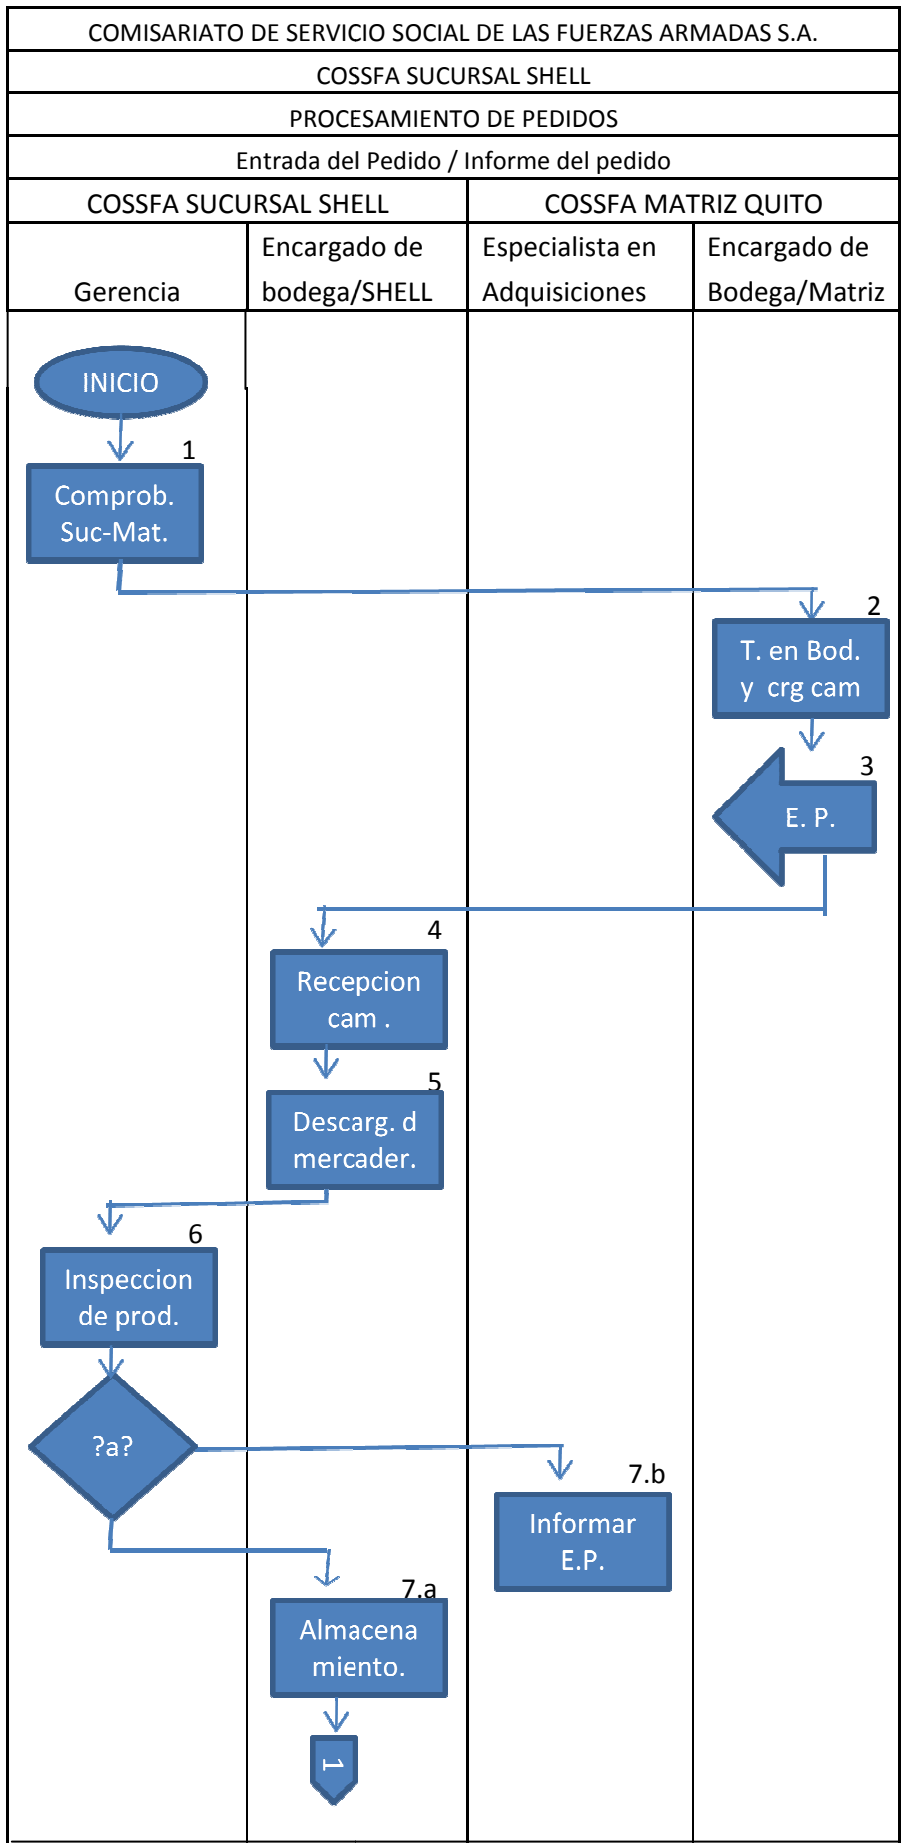 COMISARIATO DE SERVICIO SOCIAL DE LAS FUERZAS ARMADAS S.A.
COSSFA SUCURSAL SHELL
PROCESAMIENTO DE PEDIDOS
Entrada del Pedido / Informe del pedido
COSSFA SUCURSAL SHELL
COSSFA MATRIZ QUITO
Gerencia
Encargado de
bodega/SHELL
Especialista en
Adquisiciones
Encargado de
Bodega/Matriz
INICIO
1
Comprob.
Suc-Mat.
2
T. en Bod.
y crg cam
3
E. P.
4
Recepcion
cam .
5
Descarg. d
mercader.
6
Inspeccion
de prod.
?a?
7.b
Informar
E.P.
7.a
Almacena
miento.
1